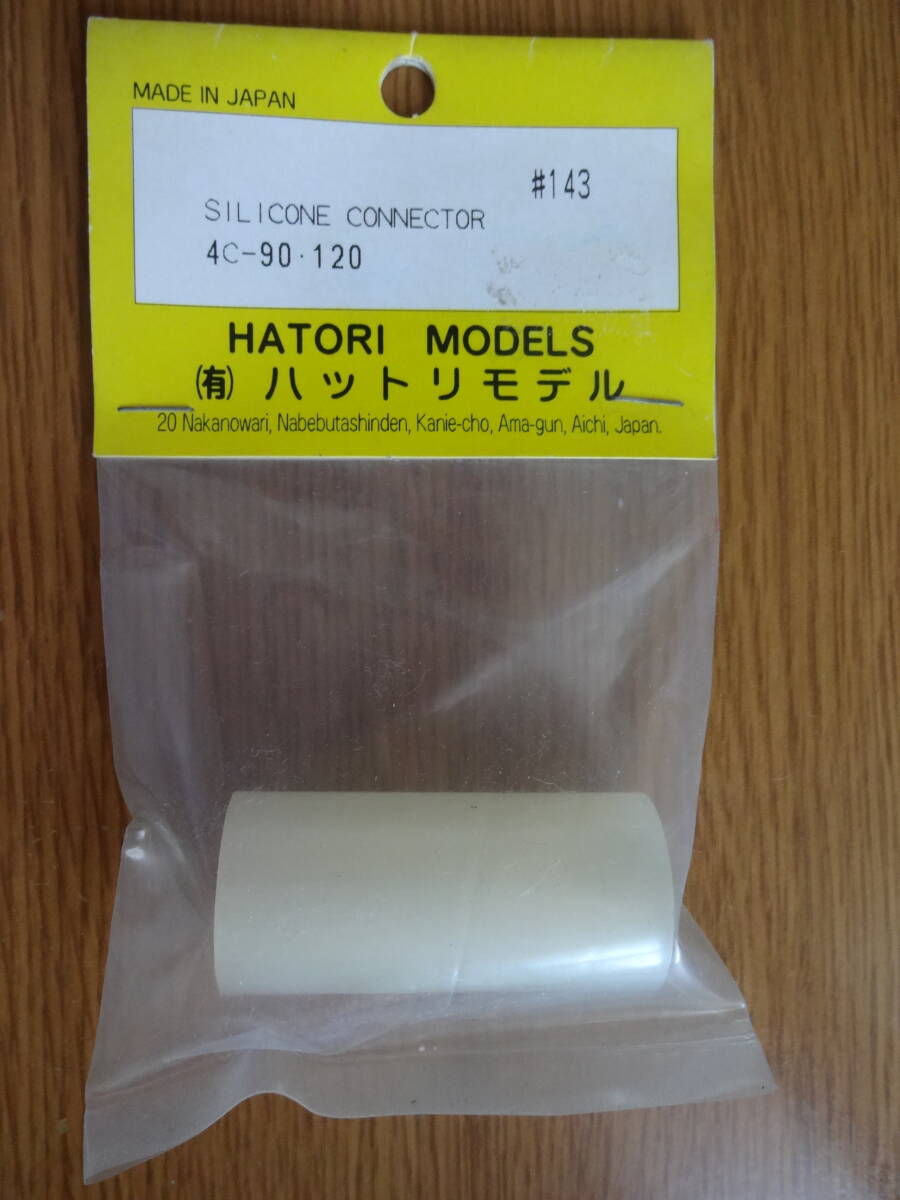 MADE IN JAPAN
#143
SILICONE CONNECTOR
4C-90・120
HATORI MODELS
㈲ハットリモデル
20 Nakanowari, Nabebutashinden, Kanie-cho, Ama-gun, Aichi, Japan.